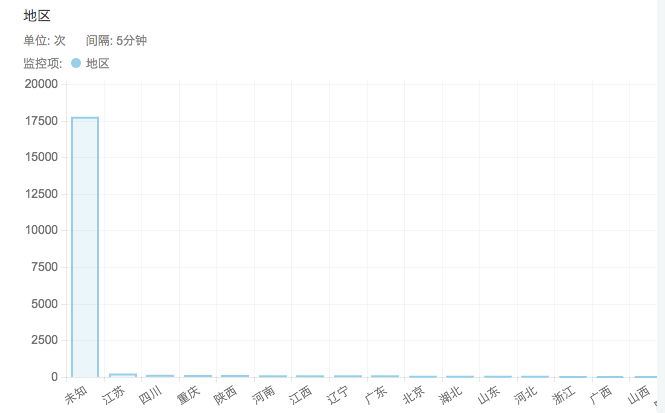 地区
单位: 次 间隔: 5分钟
监控项: 地区
20000
17500
15000
12500
10000
7500
5000
2500
0
未知 江苏 四川 重庆 陕西 河南 江西 辽宁 广东 北京 湖北 山东 河北 浙江 广西 山西